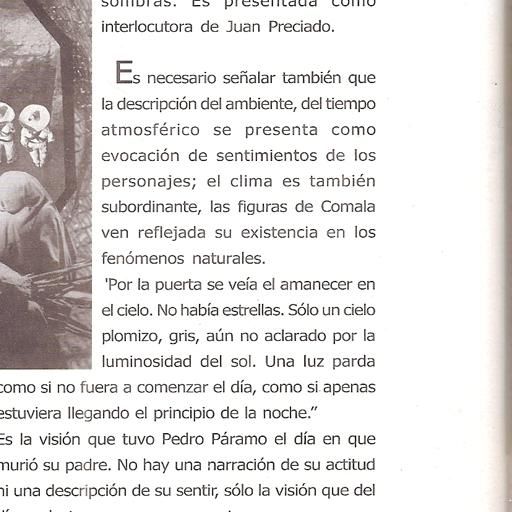 sombras. Es presentada como
interlocutora de Juan Preciado.
Es necesario señalar también que
la descripción del ambiente, del tiempo
atmosférico se presenta como
evocación de sentimientos de los
personajes; el clima es también
subordinante, las figuras de Comala
ven reflejada su existencia en los
fenómenos naturales.
'Por la puerta se veía el amanecer en
el cielo. No había estrellas. Sólo un cielo
plomizo, gris, aún no aclarado por la
luminosidad del sol. Una luz parda
como si no fuera a comenzar el día, como si apenas
estuviera llegando el principio de la noche.”
Es la visión que tuvo Pedro Páramo el día en que
murió su padre. No hay una narración de su actitud
ni una descripción de su sentir, sólo la visión que del